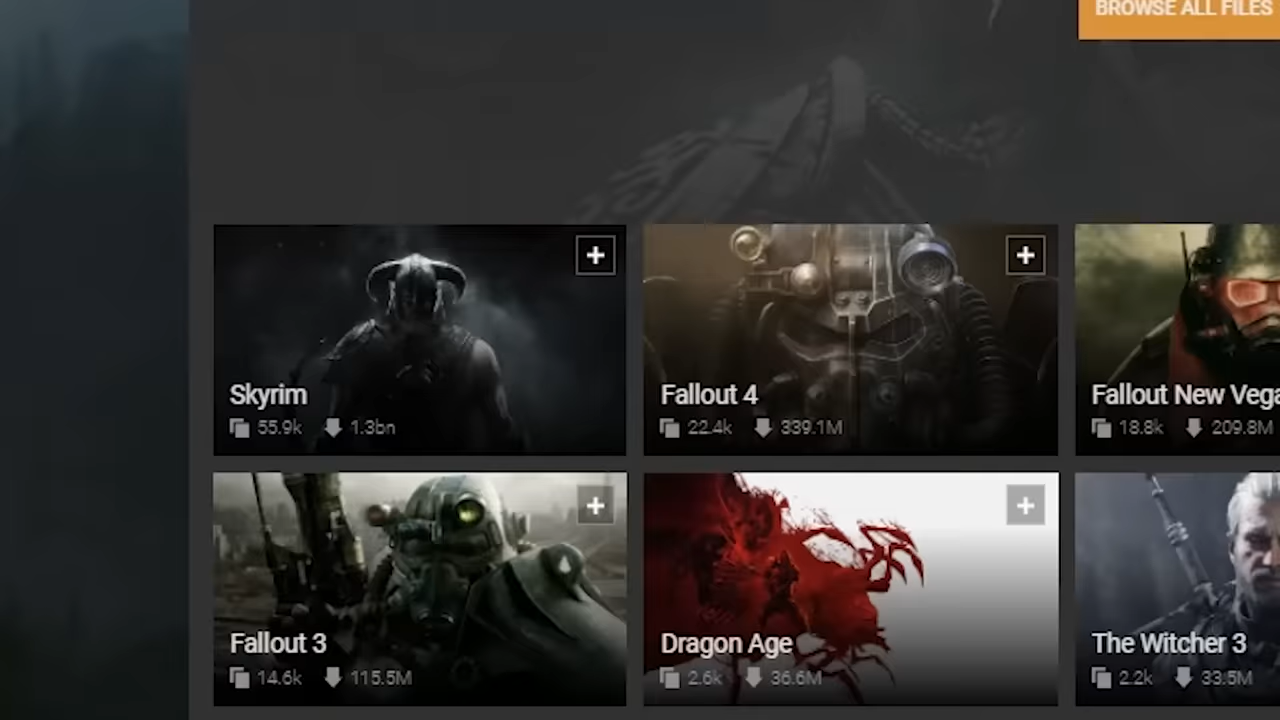 BROWSE ALL FILES
Skyrim
55.9k 1.3bn
Fallout 4
22.4k 339.1M
Fallout New Vega
18.8k 209.8M
Fallout 3
14.6k 115.5M
Dragon Age
2.6k 36.6M
The Witcher 3
2.2k 33.5M